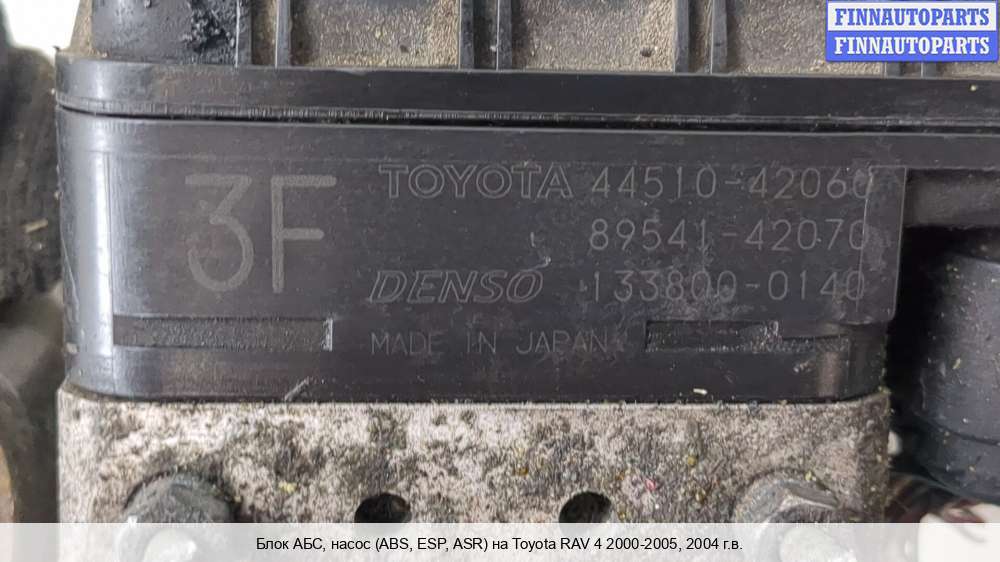 FINNAUTOPARTS
FINNAUTOPARTS
3F
TOYOTA 44510-42060
89541-42070
DENSO 133800-0140
MADE IN JAPAN
Блок АБС, насос (ABS, ESP, ASR) на Toyota RAV 4 2000-2005, 2004 г.в.